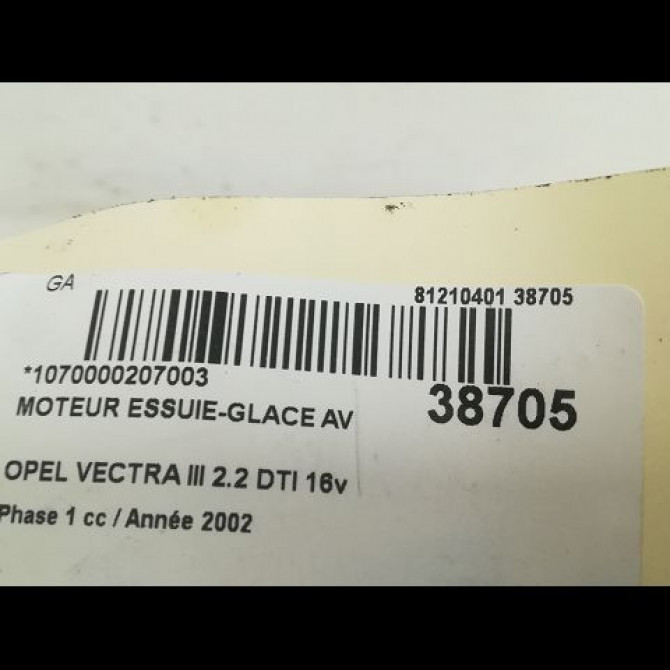 GA
81210401 38705
*1070000207003
38705
MOTEUR ESSUIE-GLACE AV
OPEL VECTRA III 2.2 DTI 16v
Phase 1 cc / Année 2002